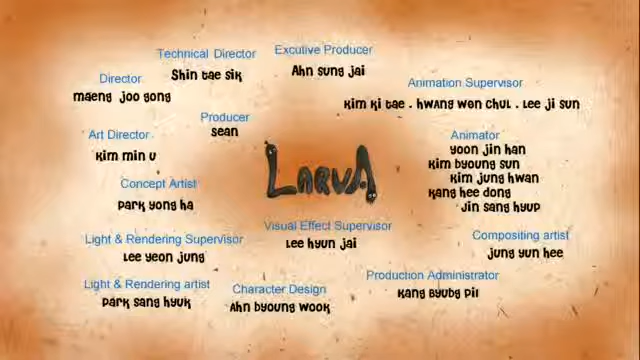 Excutive Producer
Ahn sung jai
Technical Director
Shin tae sik
Director
maeng joo gong
Animation Supervisor
kim ki tae . hwang won chul . Lee ji sun
Producer
sean
Art Director
kim min u
Animator
yoon jin han
kim byoung sun
kim jung hwan
kang hee dong
jin sang hyup
Larva
Concept Artist
park yong ha
Visual Effect Supervisor
Lee hyun jai
Light & Rendering Supervisor
Lee yeon jung
Compositing artist
jung yun hee
Production Administrator
kang byung pil
Light & Rendering artist
park sang hyuk
Character Design
Ahn byoung wook